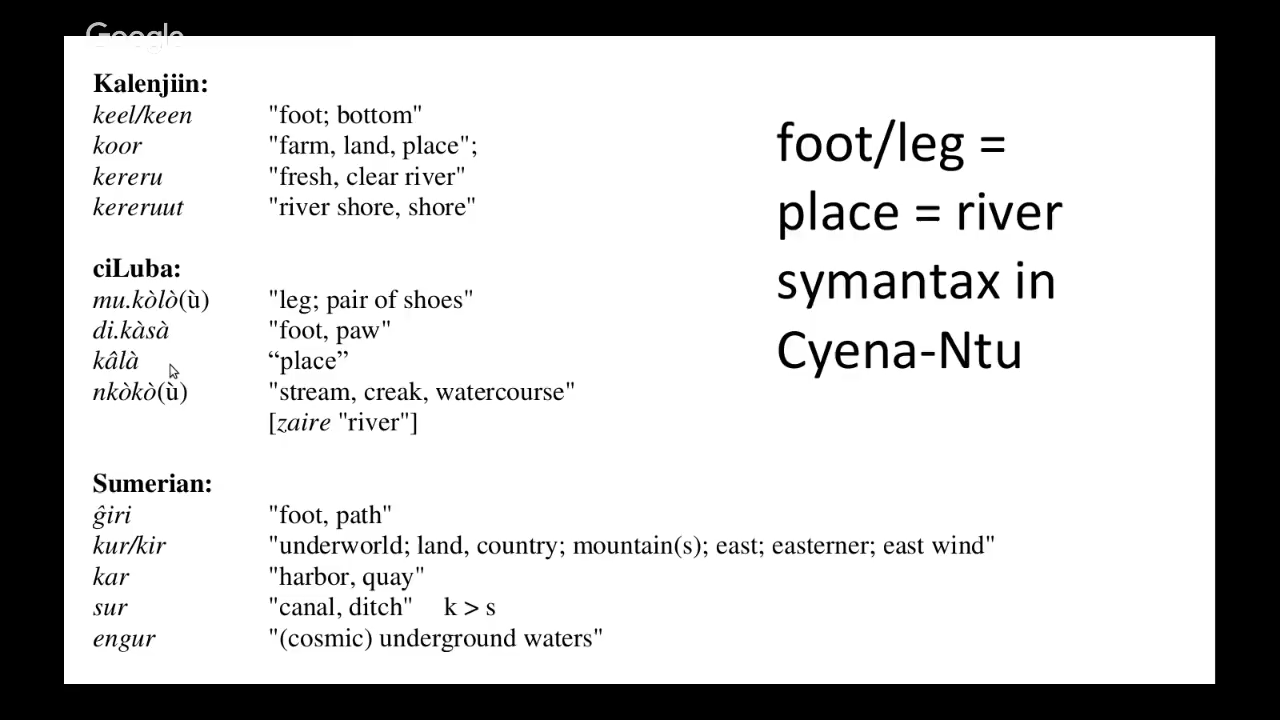 Google
Kalenjiin:
keel/keen "foot; bottom"
koor "farm, land, place";
kereru "fresh, clear river"
kereruut "river shore, shore"
ciLuba:
mu.kòlò(ù) "leg; pair of shoes"
di.kàsà "foot, paw"
kâlà “place”
nkòkò(ù) "stream, creak, watercourse"
[zaire "river"]
Sumerian:
ĝiri "foot, path"
kur/kir "underworld; land, country; mountain(s); east; easterner; east wind"
kar "harbor, quay"
sur "canal, ditch" k > s
engur "(cosmic) underground waters"
foot/leg =
place = river
symantax in
Cyena-Ntu